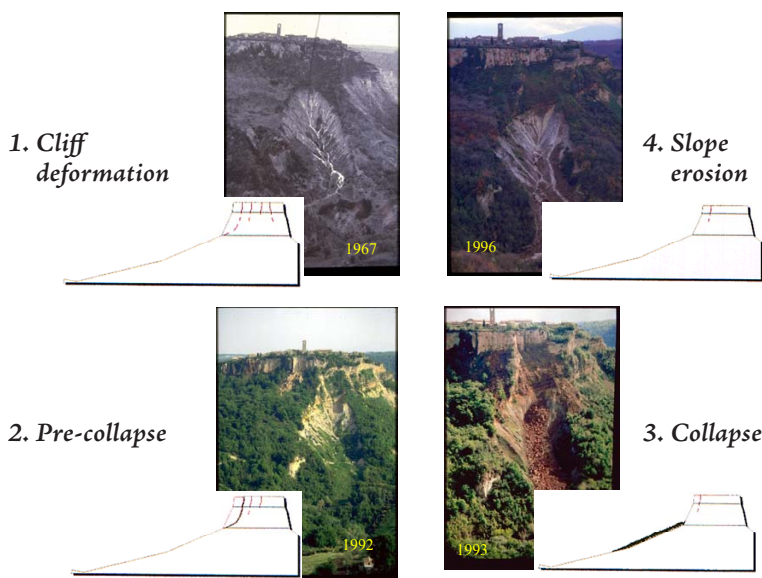 1. Cliff
deformation
1967
4. Slope
erosion
1996
2. Pre-collapse
1992
3. Collapse
1993